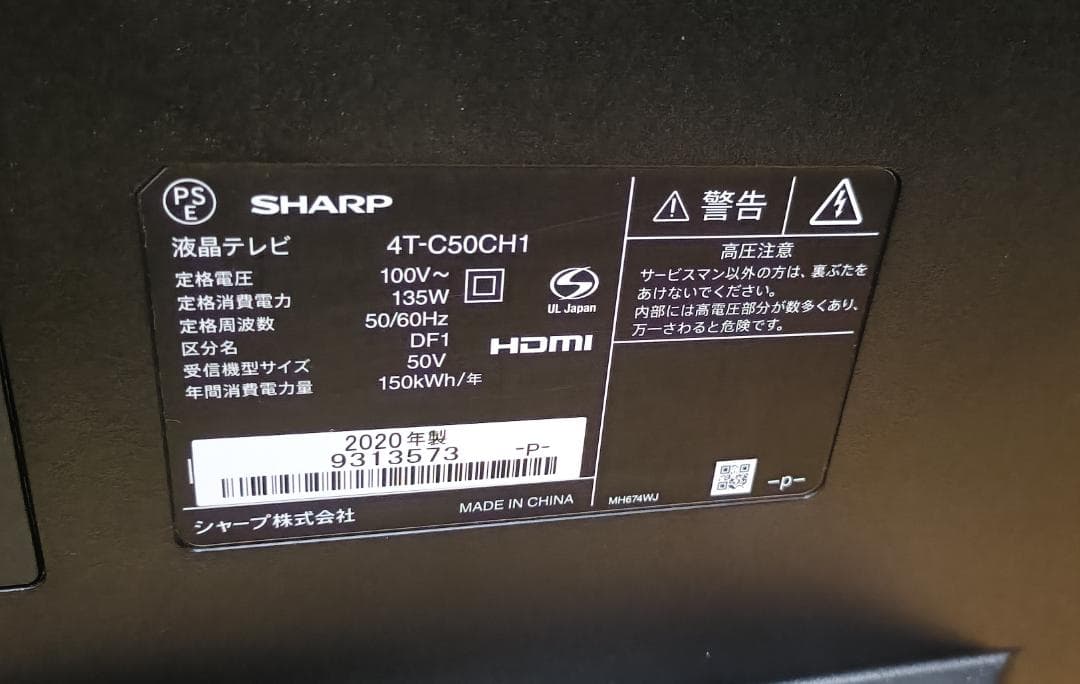 PS
E
SHARP
液晶テレビ 4T-C50CH1
定格電圧 100V〜
定格消費電力 135W
定格周波数 50/60Hz
区分名 DF1
受信機型サイズ 50V
年間消費電力量 150kWh/年
UL Japan
HDMI
2020年製
9313573 -P-
シャープ株式会社 MADE IN CHINA
警告
高圧注意
サービスマン以外の方は、裏ぶたを
あけないでください。
内部には高電圧部分が数多くあり、
万一さわると危険です。
MH674WJ
-p-